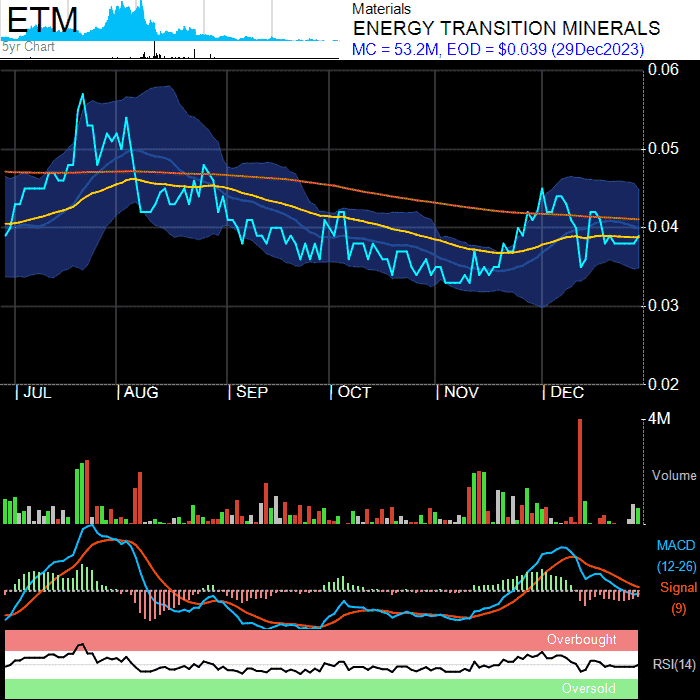 ETM
5yr Chart
Materials
ENERGY TRANSITION MINERALS
MC = 53.2M, EOD = $0.039 (29Dec2023)
0.06
0.05
0.04
0.03
0.02
| JUL | AUG | SEP | OCT | NOV | DEC
4M
Volume
MACD
(12-26)
Signal
(9)
Overbought
RSI(14)
Oversold